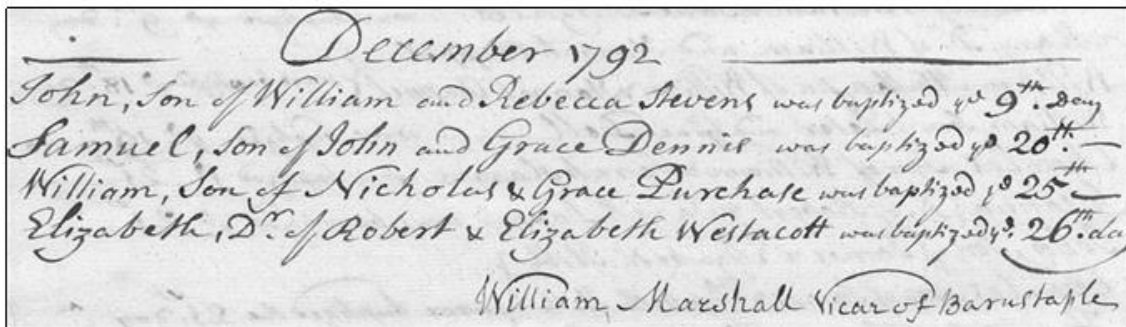 December 1792
John, Son of William and Rebecca Stevens was baptized ye 9th Day
Samuel, Son of John and Grace Dennis was baptized ye 20th
William, Son of Nicholas & Grace Purchase was baptized ye 25th
Elizabeth, Dr. of Robert & Elizabeth Westacott was baptized ye. 26th da
William Marshall Vicar of Barnstaple